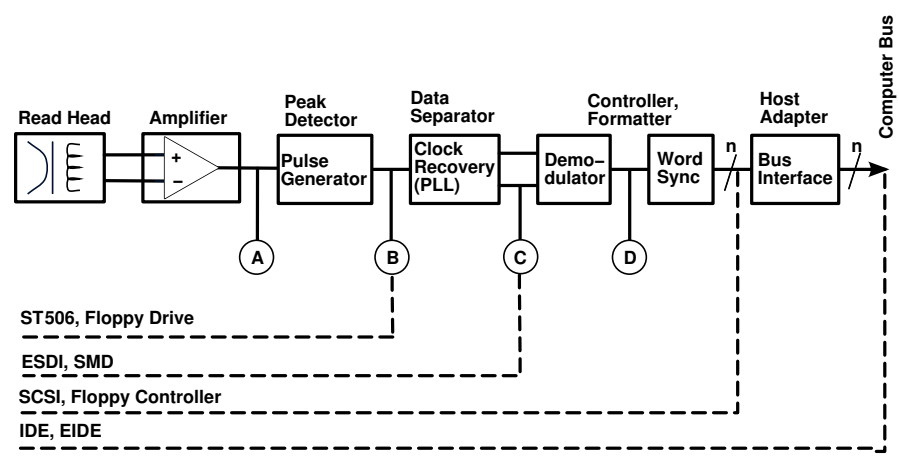 Computer Bus
Read Head
Amplifier
Peak
Detector
Data
Separator
Controller,
Formatter
Host
Adapter
+
−
Pulse
Generator
Clock
Recovery
(PLL)
Demo−
dulator
Word
Sync
n
Bus
Interface
n
A
B
C
D
ST506, Floppy Drive
ESDI, SMD
SCSI, Floppy Controller
IDE, EIDE